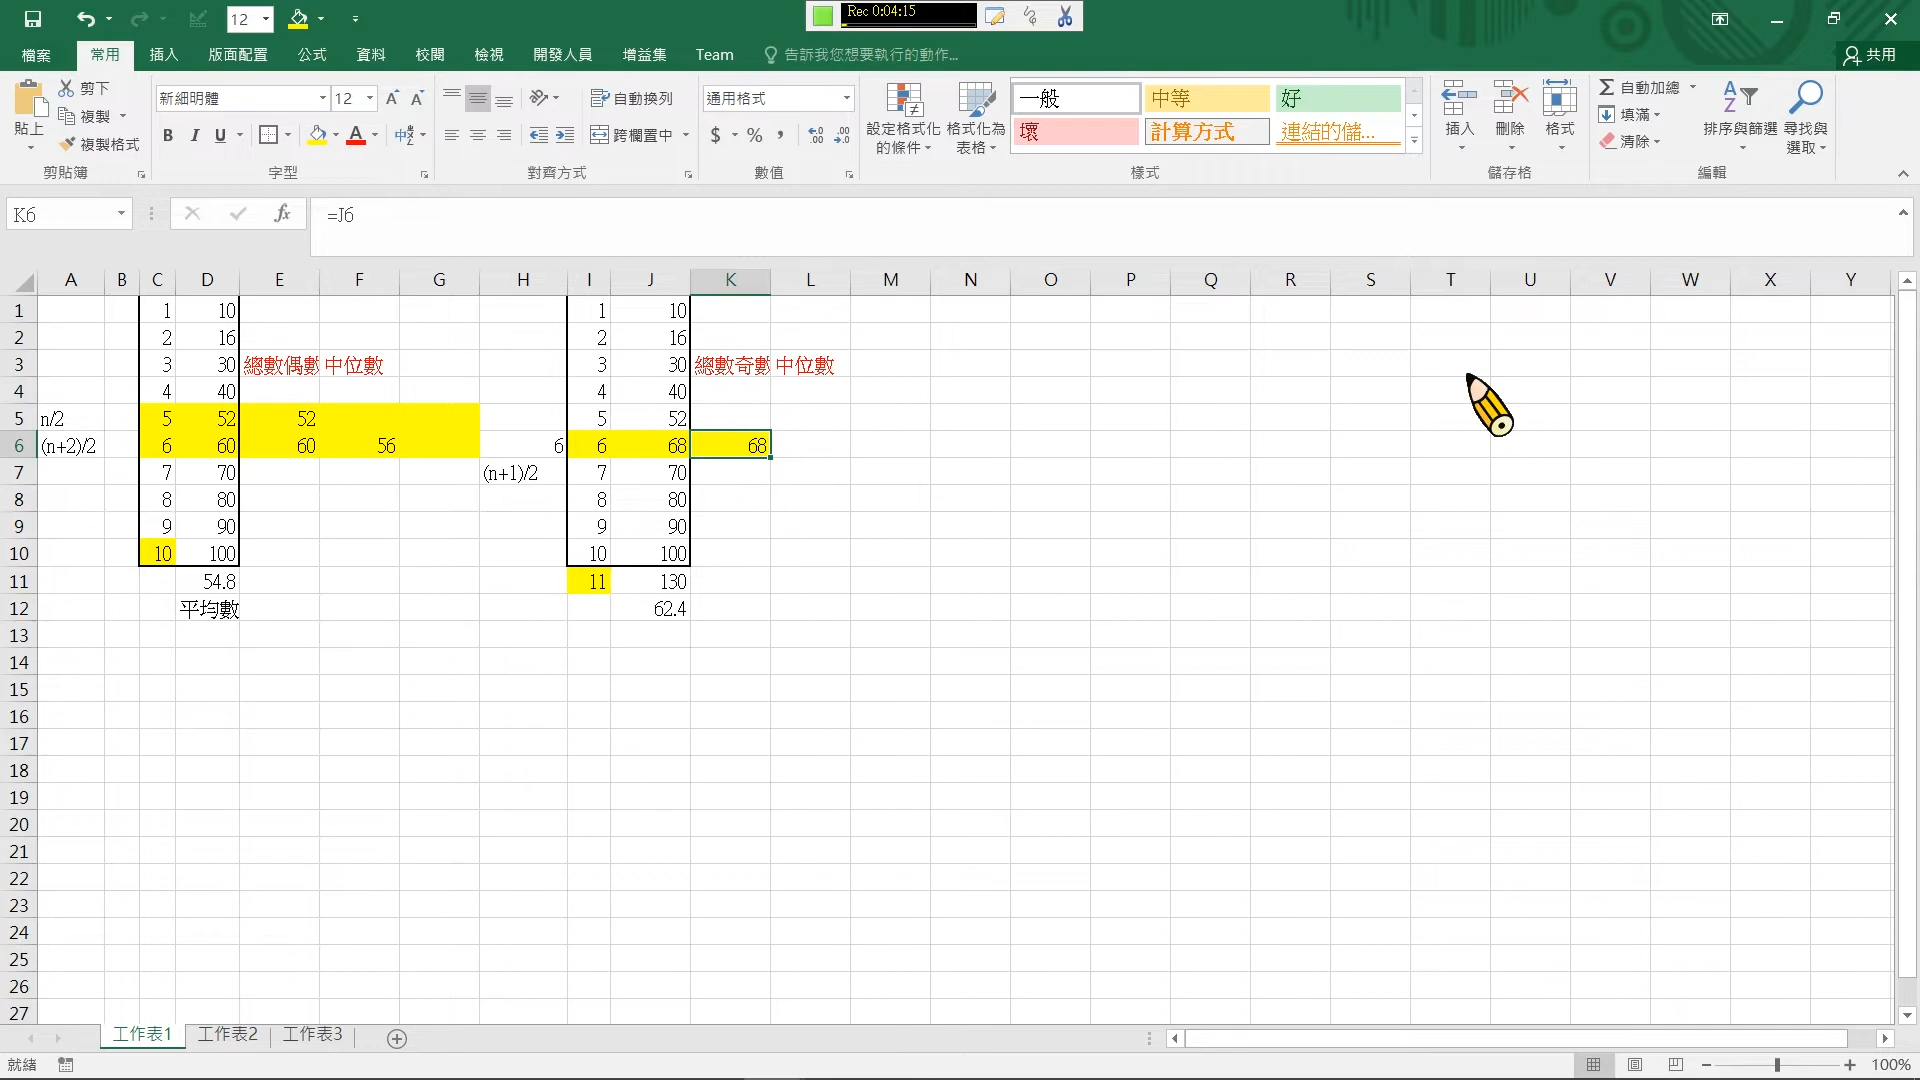 12
Rec 0:04:15
檔案 常用 插入 版面配置 公式 資料 校閱 檢視 開發人員 增益集 Team 告訴我您想要執行的動作... 共用
貼上 剪下 複製 複製格式
剪貼簿
新細明體 12
B I U
字型
自動換列
跨欄置中
對齊方式
通用格式
$ % ,
數值
設定格式化的條件 格式化為表格
一般 中等 好
壞 計算方式 連結的儲...
樣式
插入 刪除 格式
儲存格
自動加總
填滿
清除
排序與篩選 尋找與選取
編輯
K6 fx =J6
A B C D E F G H I J K L M N O P Q R S T U V W X Y
1 1 10 1 10
2 2 16 2 16
3 3 30 總數偶數 中位數 3 30 總數奇數 中位數
4 4 40 4 40
5 n/2 5 52 52 5 52
6 (n+2)/2 6 60 60 56 6 6 68 68
7 7 70 (n+1)/2 7 70
8 8 80 8 80
9 9 90 9 90
10 10 100 10 100
11 54.8 11 130
12 平均數 62.4
13
14
15
16
17
18
19
20
21
22
23
24
25
26
27
工作表1 工作表2 工作表3
就緒 100%